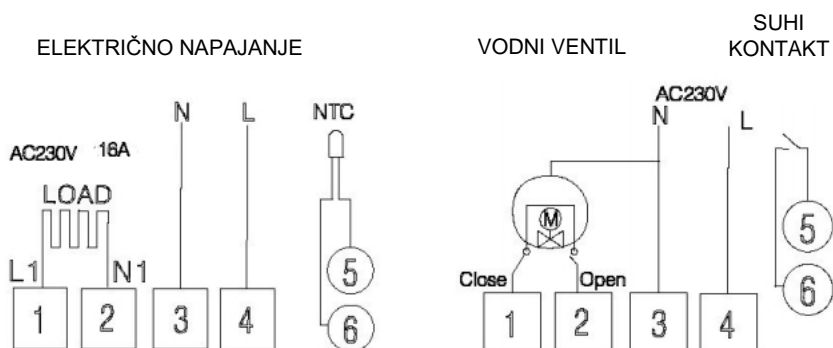 ELEKTRIČNO NAPAJANJE
AC230V 16A
LOAD
L1
N1
N
L
NTC
1
2
3
4
5
6
VODNI VENTIL
SUHI
KONTAKT
AC230V
N
L
M
Close
Open
1
2
3
4
5
6